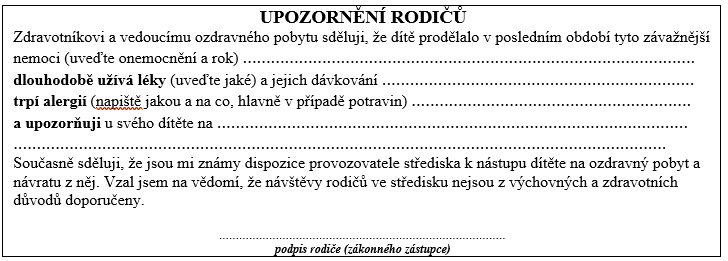 UPOZORNĚNÍ RODIČŮ
Zdravotníkovi a vedoucímu ozdravného pobytu sděluji, že dítě prodělalo v posledním období tyto závažnější
nemoci (uveďte onemocnění a rok) ……………………………………………………………………
dlouhodobě užívá léky (uveďte jaké) a jejich dávkování ………………………………………………
trpí alergií (napiště jakou a na co, hlavně v případě potravin) …………………………………………
a upozorňuji u svého dítěte na ………………………………………………………………………
……………………………………………………………………………………………………
Současně sděluji, že jsou mi známy dispozice provozovatele střediska k nástupu dítěte na ozdravný pobyt a
návratu z něj. Vzal jsem na vědomí, že návštěvy rodičů ve středisku nejsou z výchovných a zdravotních
důvodů doporučeny.
......................................................................................
podpis rodiče (zákonného zástupce)